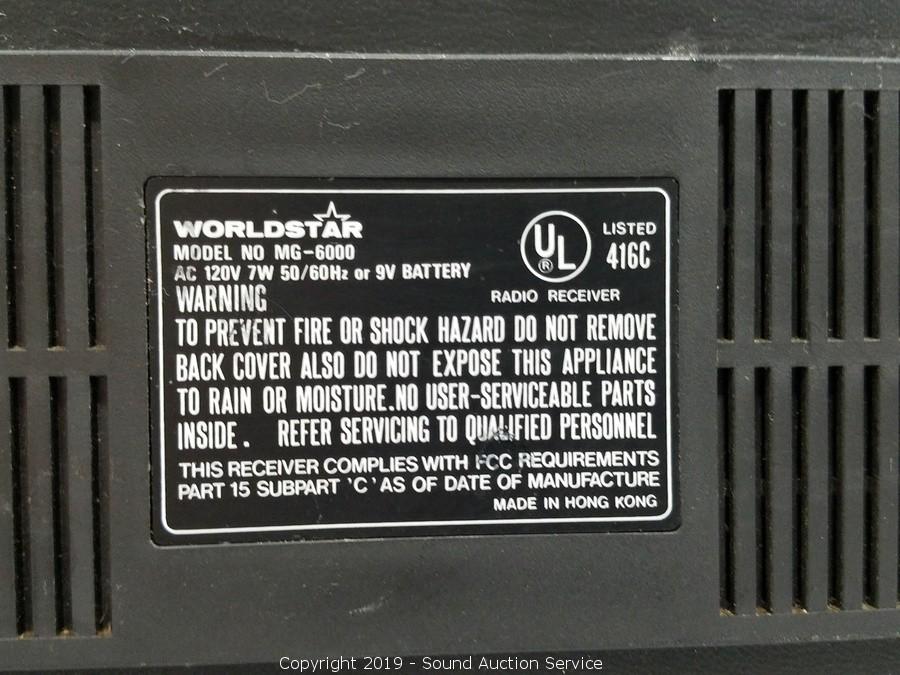 WORLDSTAR
MODEL NO MG-6000
AC 120V 7W 50/60Hz or 9V BATTERY
UL ®
LISTED
416C
RADIO RECEIVER
WARNING
TO PREVENT FIRE OR SHOCK HAZARD DO NOT REMOVE
BACK COVER ALSO DO NOT EXPOSE THIS APPLIANCE
TO RAIN OR MOISTURE.NO USER-SERVICEABLE PARTS
INSIDE. REFER SERVICING TO QUALIFIED PERSONNEL
THIS RECEIVER COMPLIES WITH FCC REQUIREMENTS
PART 15 SUBPART 'C' AS OF DATE OF MANUFACTURE
MADE IN HONG KONG
Copyright 2019 - Sound Auction Service